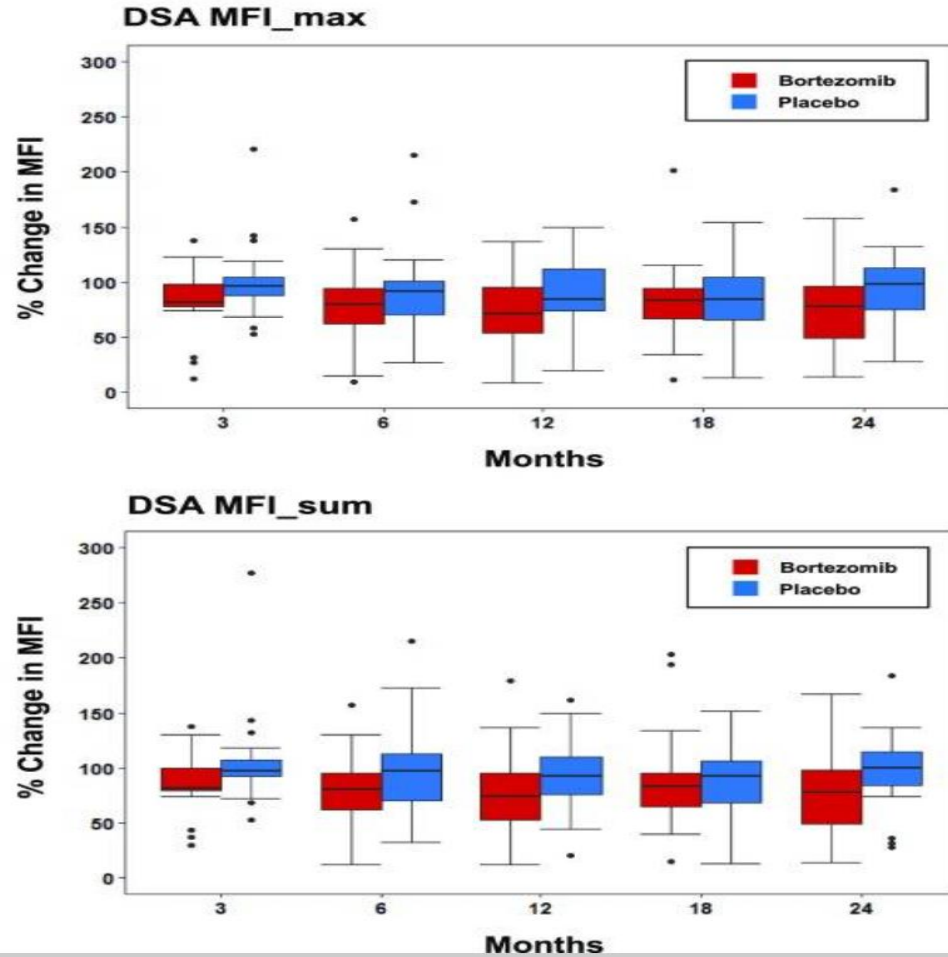 DSA MFI_max
% Change in MFI
300
250
200
150
100
50
0
Bortezomib
Placebo
3 6 12 18 24
Months
DSA MFI_sum
% Change in MFI
300
250
200
150
100
50
0
Bortezomib
Placebo
3 6 12 18 24
Months